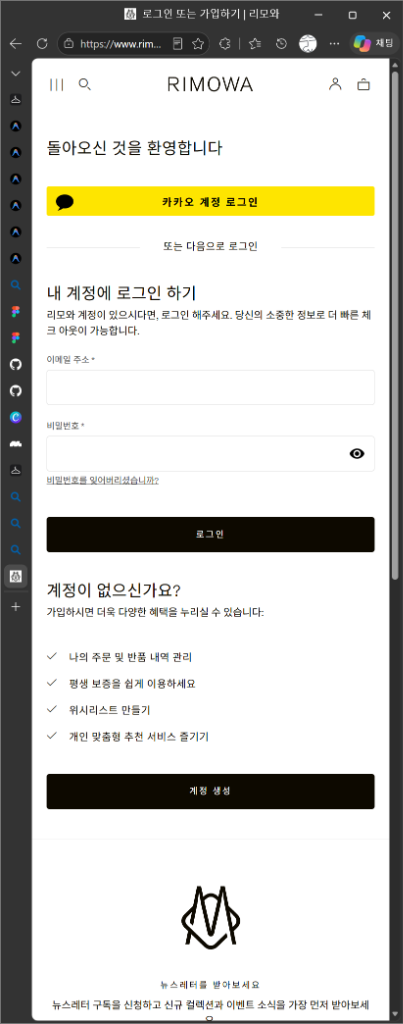 로그인 또는 가입하기 | 리모와
https://www.rim...
채팅
RIMOWA
돌아오신 것을 환영합니다
카카오 계정 로그인
또는 다음으로 로그인
내 계정에 로그인 하기
리모와 계정이 있으시다면, 로그인 해주세요. 당신의 소중한 정보로 더 빠른 체
크 아웃이 가능합니다.
이메일 주소 *
비밀번호 *
비밀번호를 잊어버리셨습니까?
로그인
계정이 없으신가요?
가입하시면 더욱 다양한 혜택을 누리실 수 있습니다:
나의 주문 및 반품 내역 관리
평생 보증을 쉽게 이용하세요
위시리스트 만들기
개인 맞춤형 추천 서비스 즐기기
계정 생성
뉴스레터를 받아보세요
뉴스레터 구독을 신청하고 신규 컬렉션과 이벤트 소식을 가장 먼저 받아보세